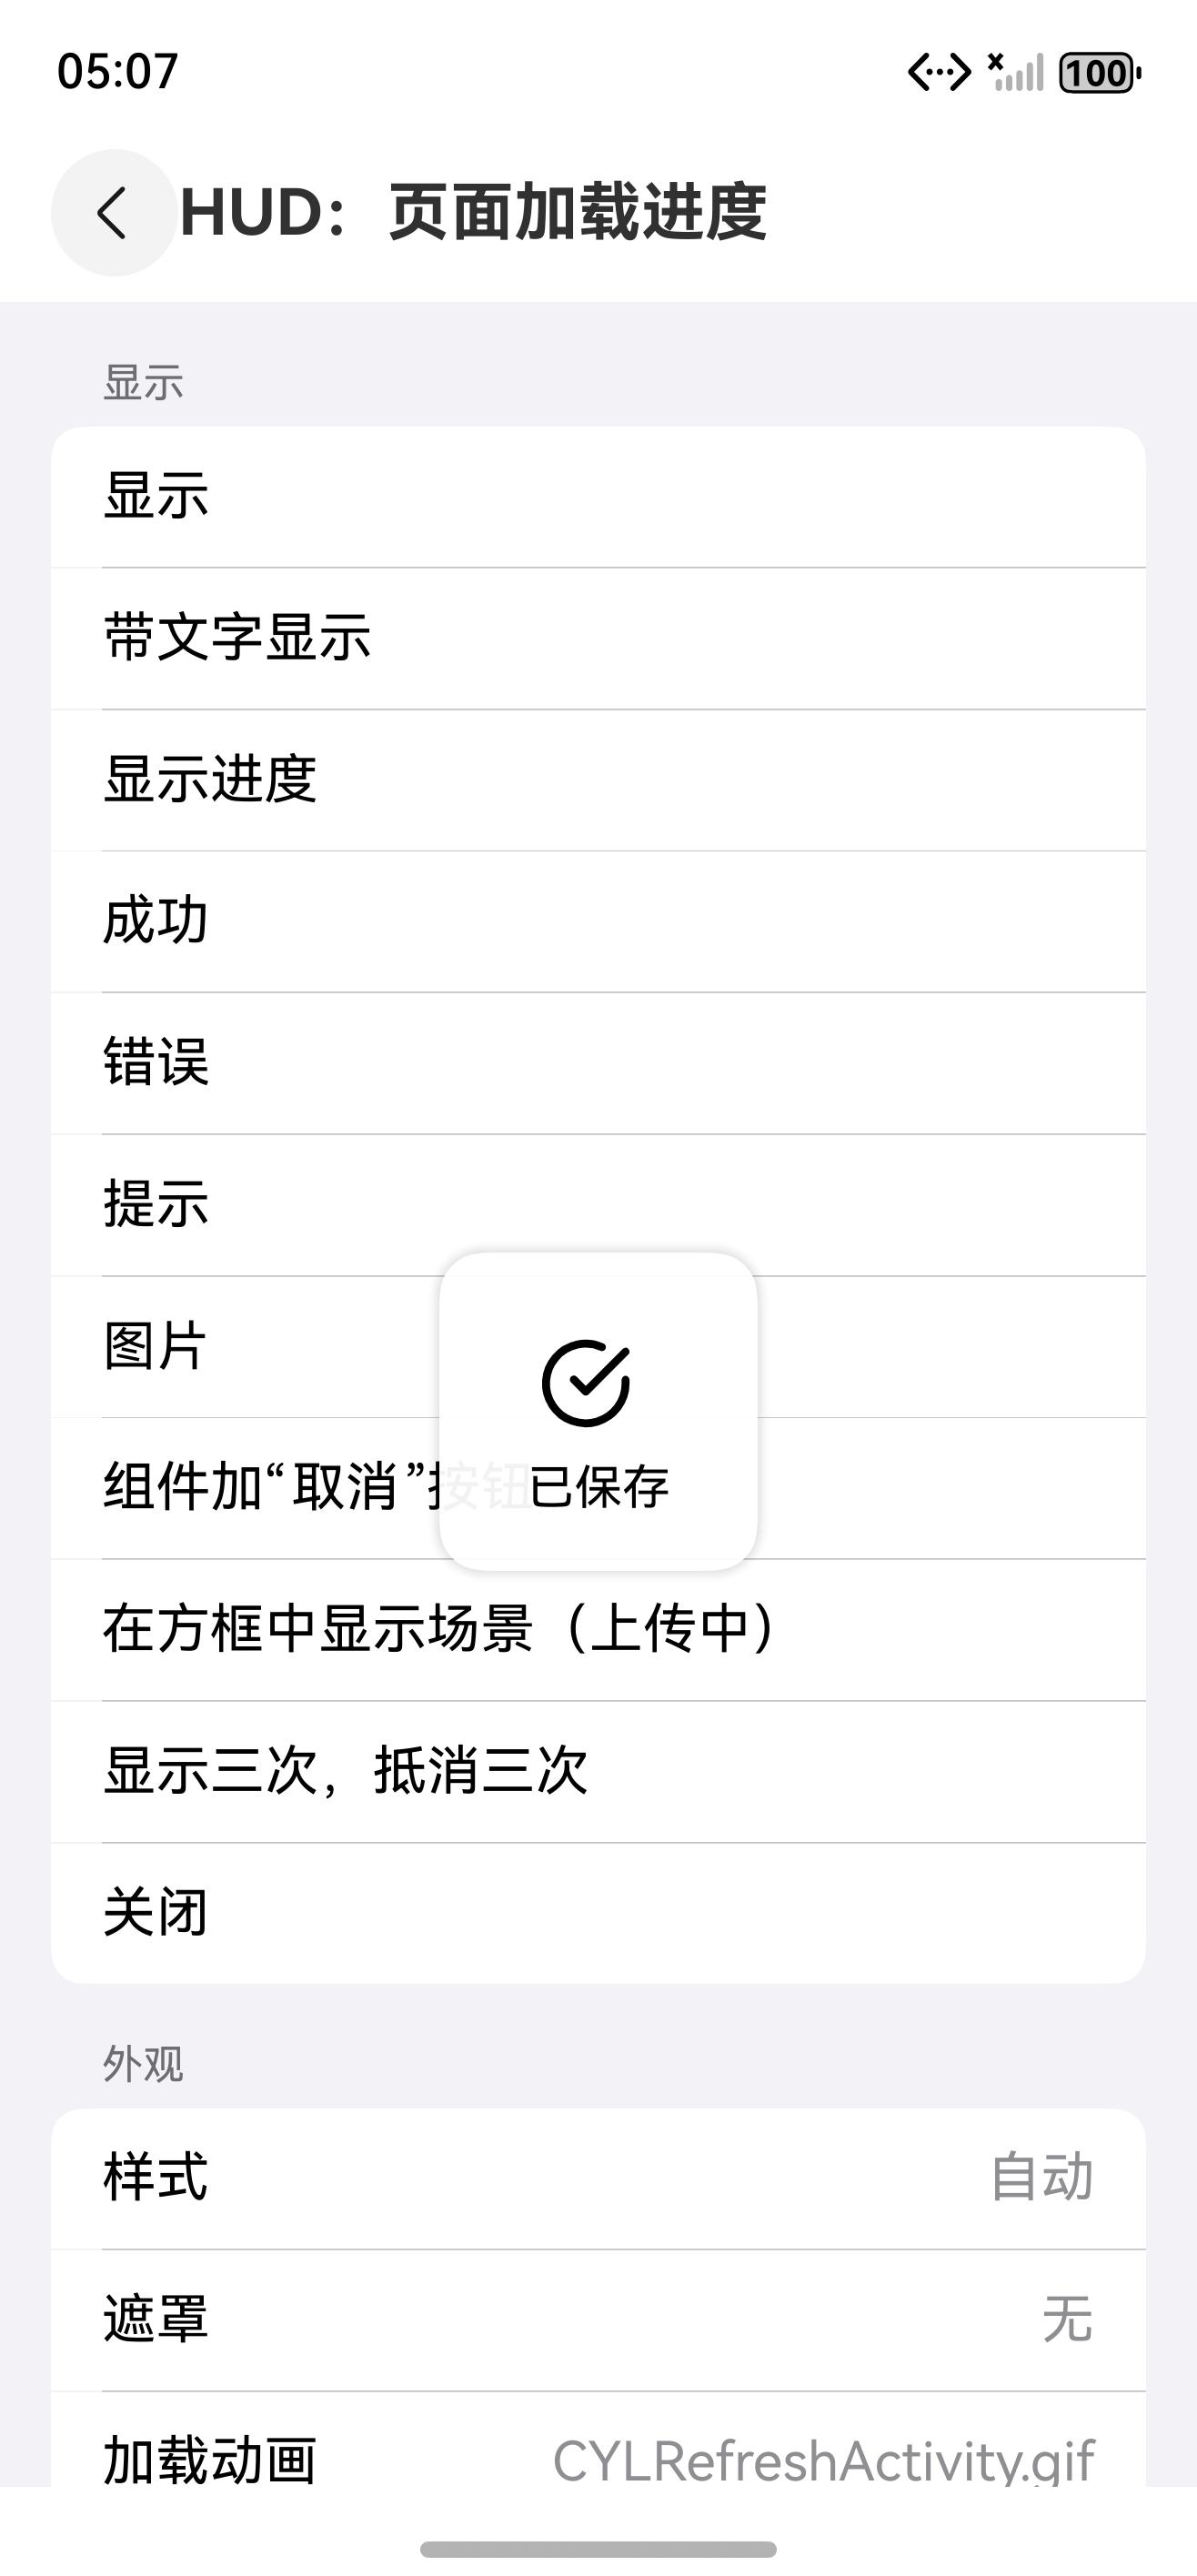 05:07
100
HUD：页面加载进度
显示
显示
带文字显示
显示进度
成功
错误
提示
图片
组件加“取消”按钮
已保存
在方框中显示场景（上传中）
显示三次，抵消三次
关闭
外观
样式
自动
遮罩
无
加载动画
CYLRefreshActivity.gif